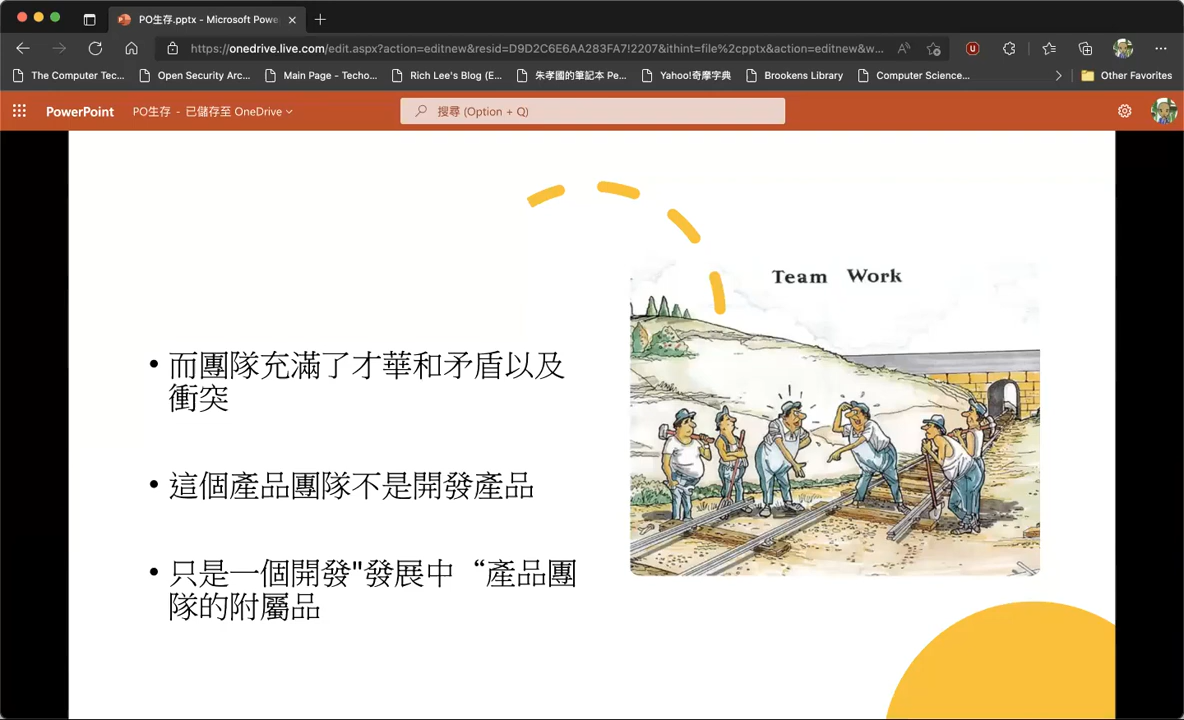 PO生存.pptx - Microsoft Powe
https://onedrive.live.com/edit.aspx?action=editnew&resid=D9D2C6E6AA283FA7!2207&ithint=file%2cpptx&action=editnew&w...
The Computer Tec...
Open Security Arc...
Main Page - Techo...
Rich Lee's Blog (E...
朱孝國的筆記本 Pe...
Yahoo!奇摩字典
Brookens Library
Computer Science...
Other Favorites
PowerPoint
PO生存 - 已儲存至 OneDrive
搜尋 (Option + Q)
Team Work
• 而團隊充滿了才華和矛盾以及
衝突
• 這個產品團隊不是開發產品
• 只是一個開發"發展中“產品團
隊的附屬品